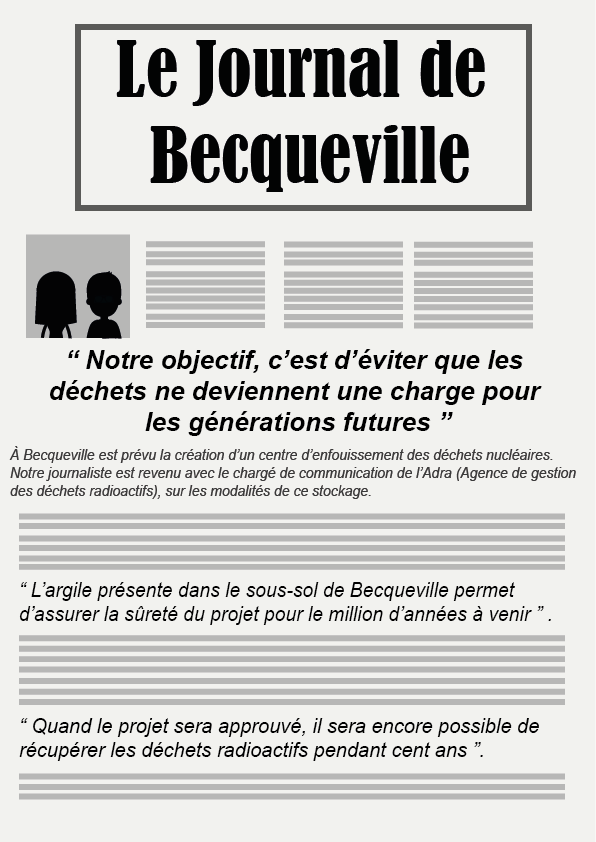 Le Journal de
Becqueville
“ Notre objectif, c’est d’éviter que les
déchets ne deviennent une charge pour
les générations futures ”
À Becqueville est prévu la création d’un centre d’enfouissement des déchets nucléaires.
Notre journaliste est revenu avec le chargé de communication de l’Adra (Agence de gestion
des déchets radioactifs), sur les modalités de ce stockage.
“ L’argile présente dans le sous-sol de Becqueville permet
d’assurer la sûreté du projet pour le million d’années à venir ” .
“ Quand le projet sera approuvé, il sera encore possible de
récupérer les déchets radioactifs pendant cent ans ”.